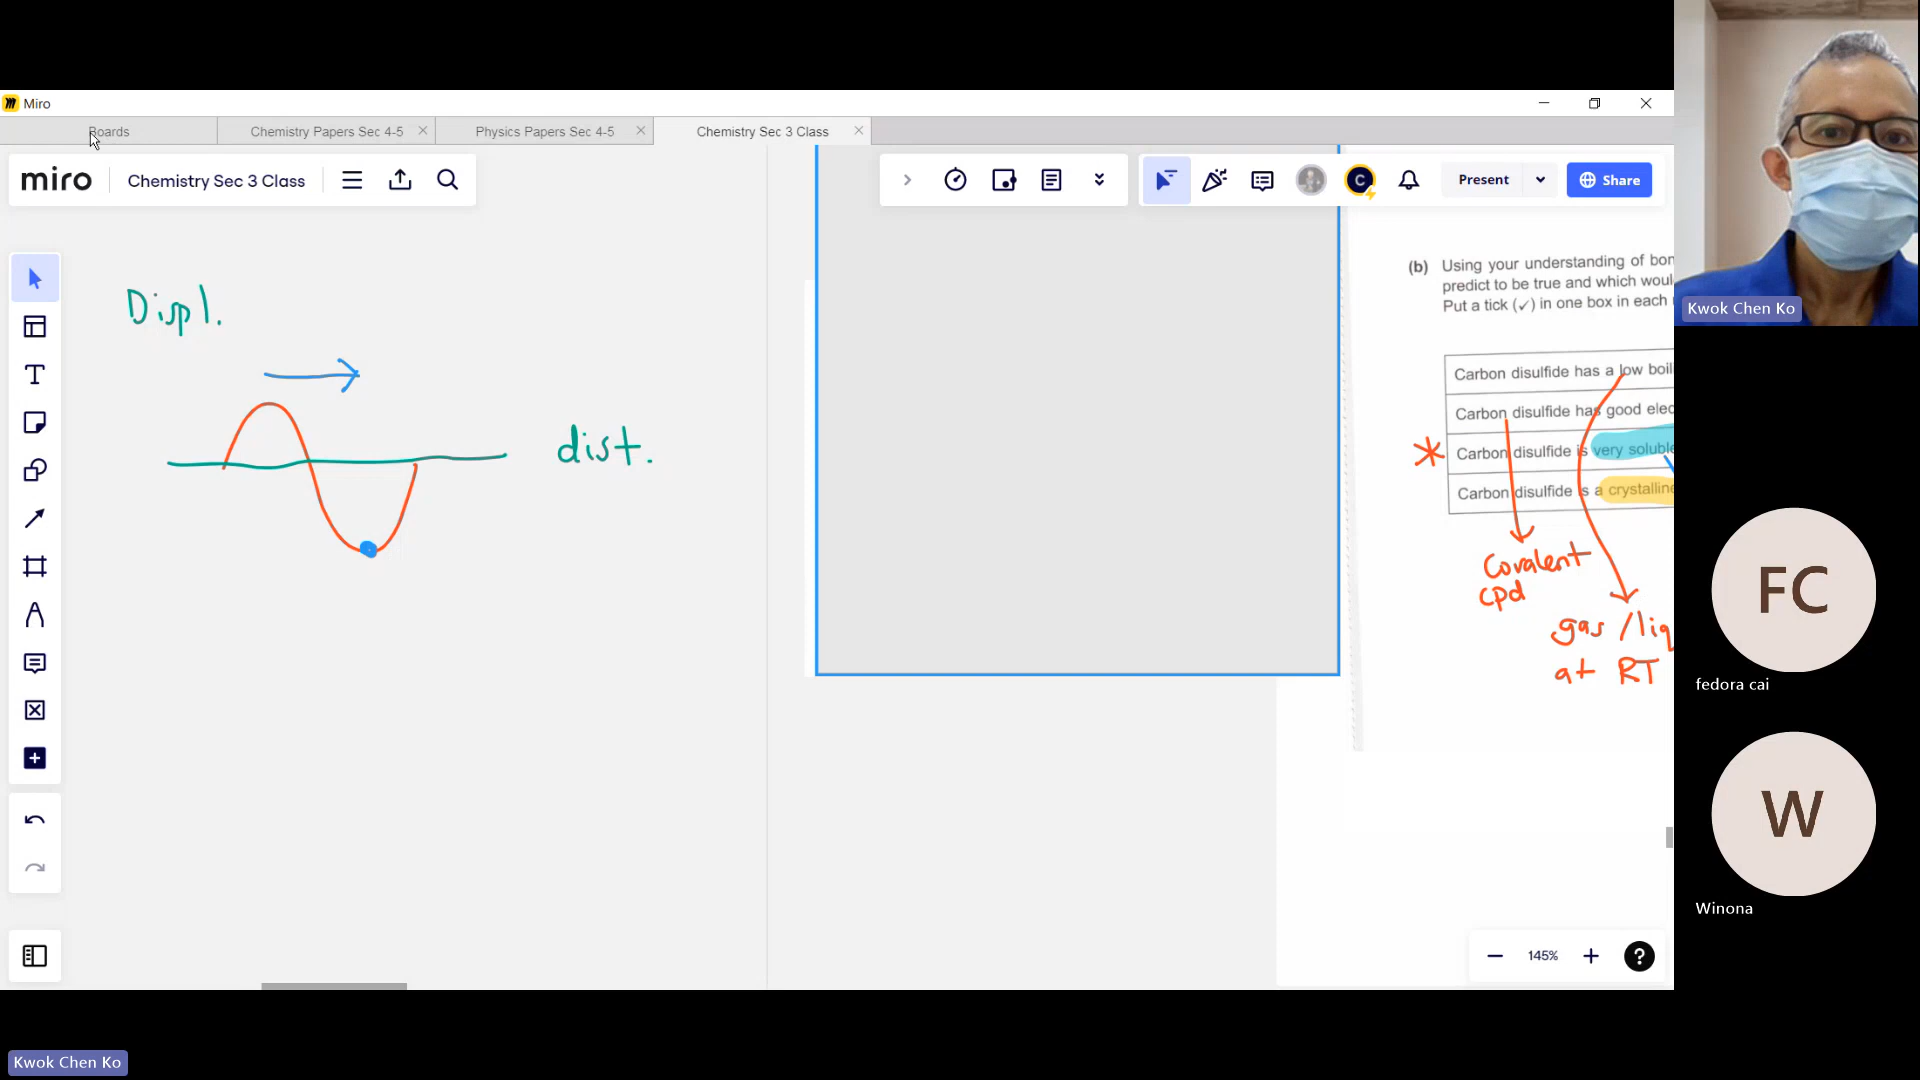 Miro
Boards
Chemistry Papers Sec 4-5
Physics Papers Sec 4-5
Chemistry Sec 3 Class
miro
Chemistry Sec 3 Class
Present
Share
Displ.
dist.
(b) Using your understanding of bon
predict to be true and which woul
Put a tick (✓) in one box in each
Carbon disulfide has a low boil
Carbon disulfide has good elec
* Carbon disulfide is very soluble
Carbon disulfide is a crystalline
Covalent
cpd
gas / liq
at RT
145%
Kwok Chen Ko
FC
fedora cai
W
Winona
Kwok Chen Ko